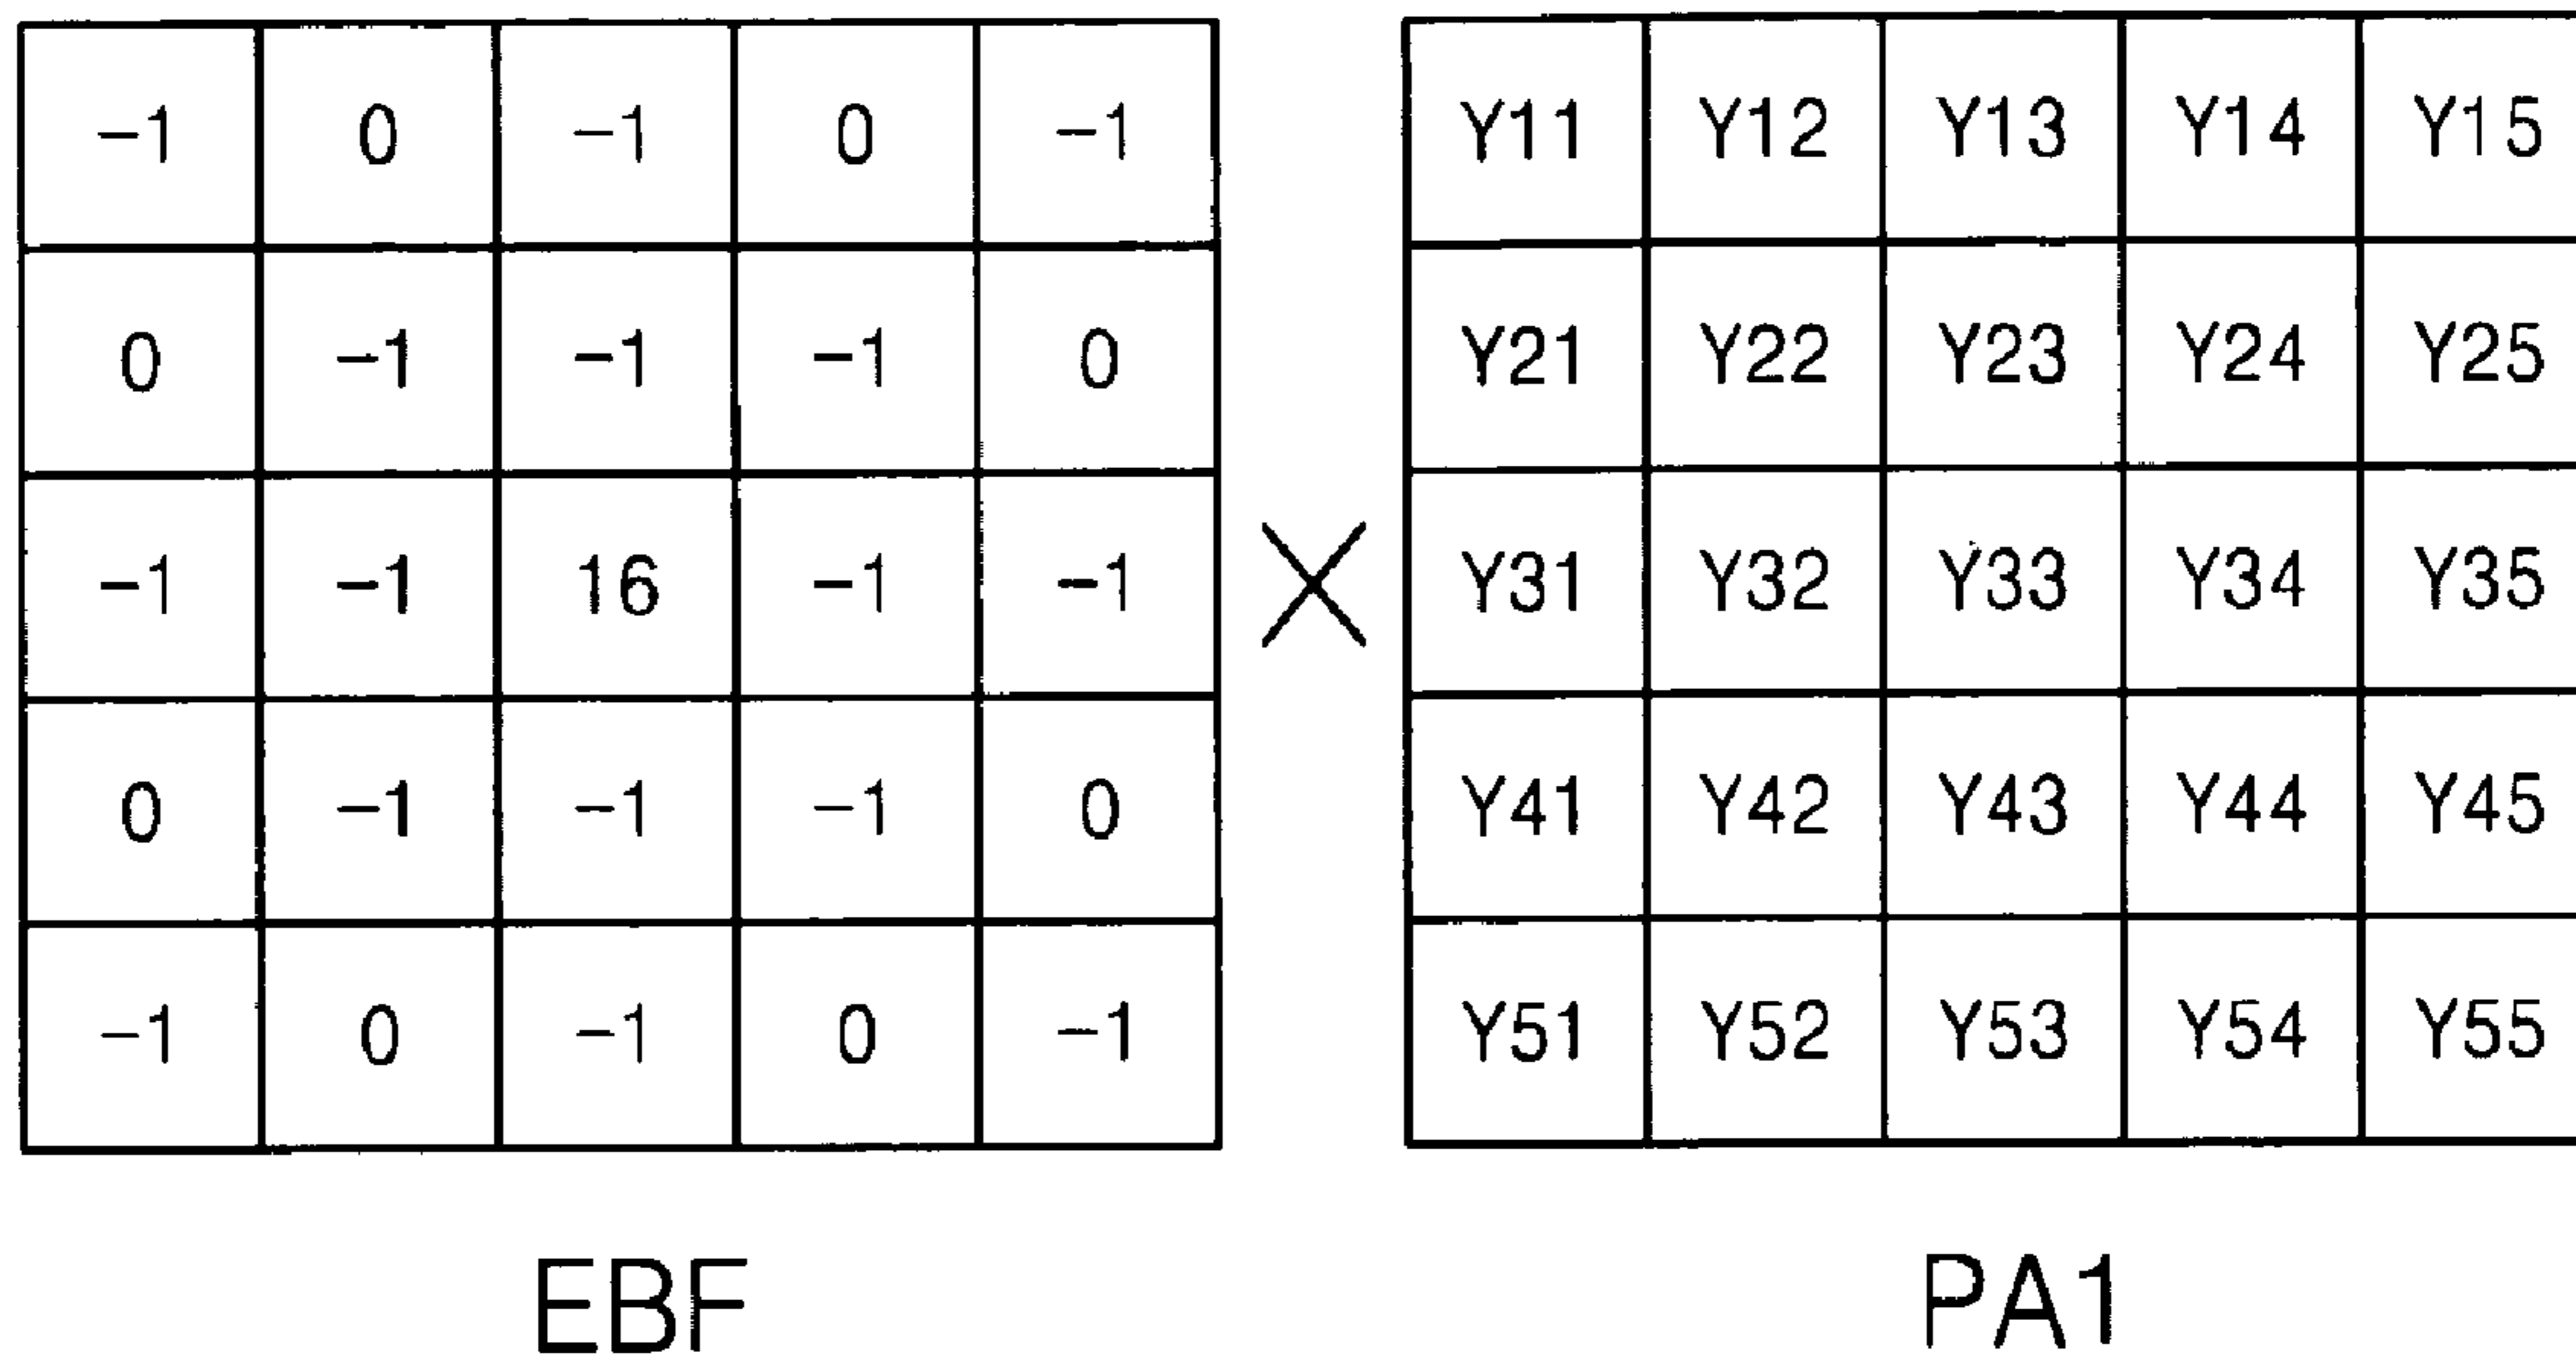 -1 0 -1 0 -1 Y11 Y12 Y13 Y14 Y15
0 -1 -1 -1 0 Y21 Y22 Y23 Y24 Y25
-1 -1 16 -1 -1 × Y31 Y32 Y33 Y34 Y35
0 -1 -1 -1 0 Y41 Y42 Y43 Y44 Y45
-1 0 -1 0 -1 Y51 Y52 Y53 Y54 Y55
EBF PA1